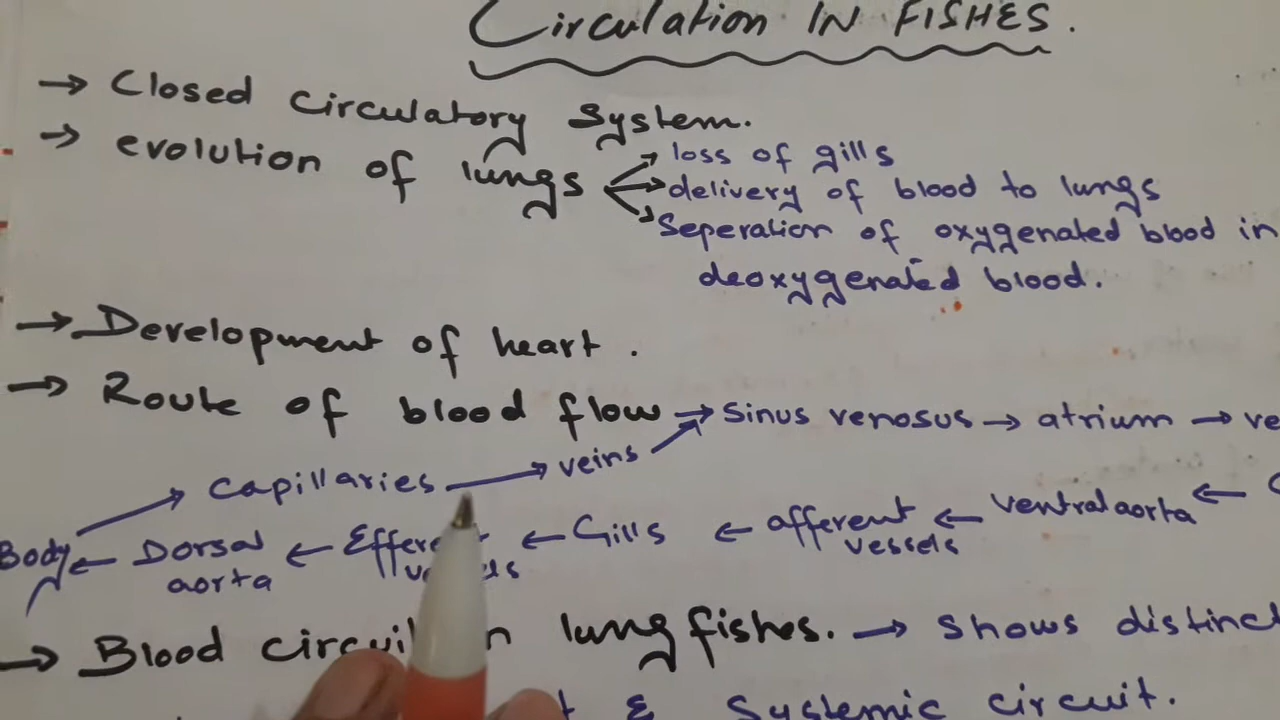 Circulation IN FISHES.
→ Closed circulatory system.
→ evolution of lungs → loss of gills
→ delivery of blood to lungs
→ Seperation of oxygenated blood in
deoxygenated blood.
→ Development of heart.
→ Route of blood flow → Sinus venosus → atrium →
Capillaries → veins
Body ← Dorsal aorta ← ← Gills ← afferent vessels ← ventral aorta ←
→ Blood lung fishes. → Shows
& Systemic circuit.